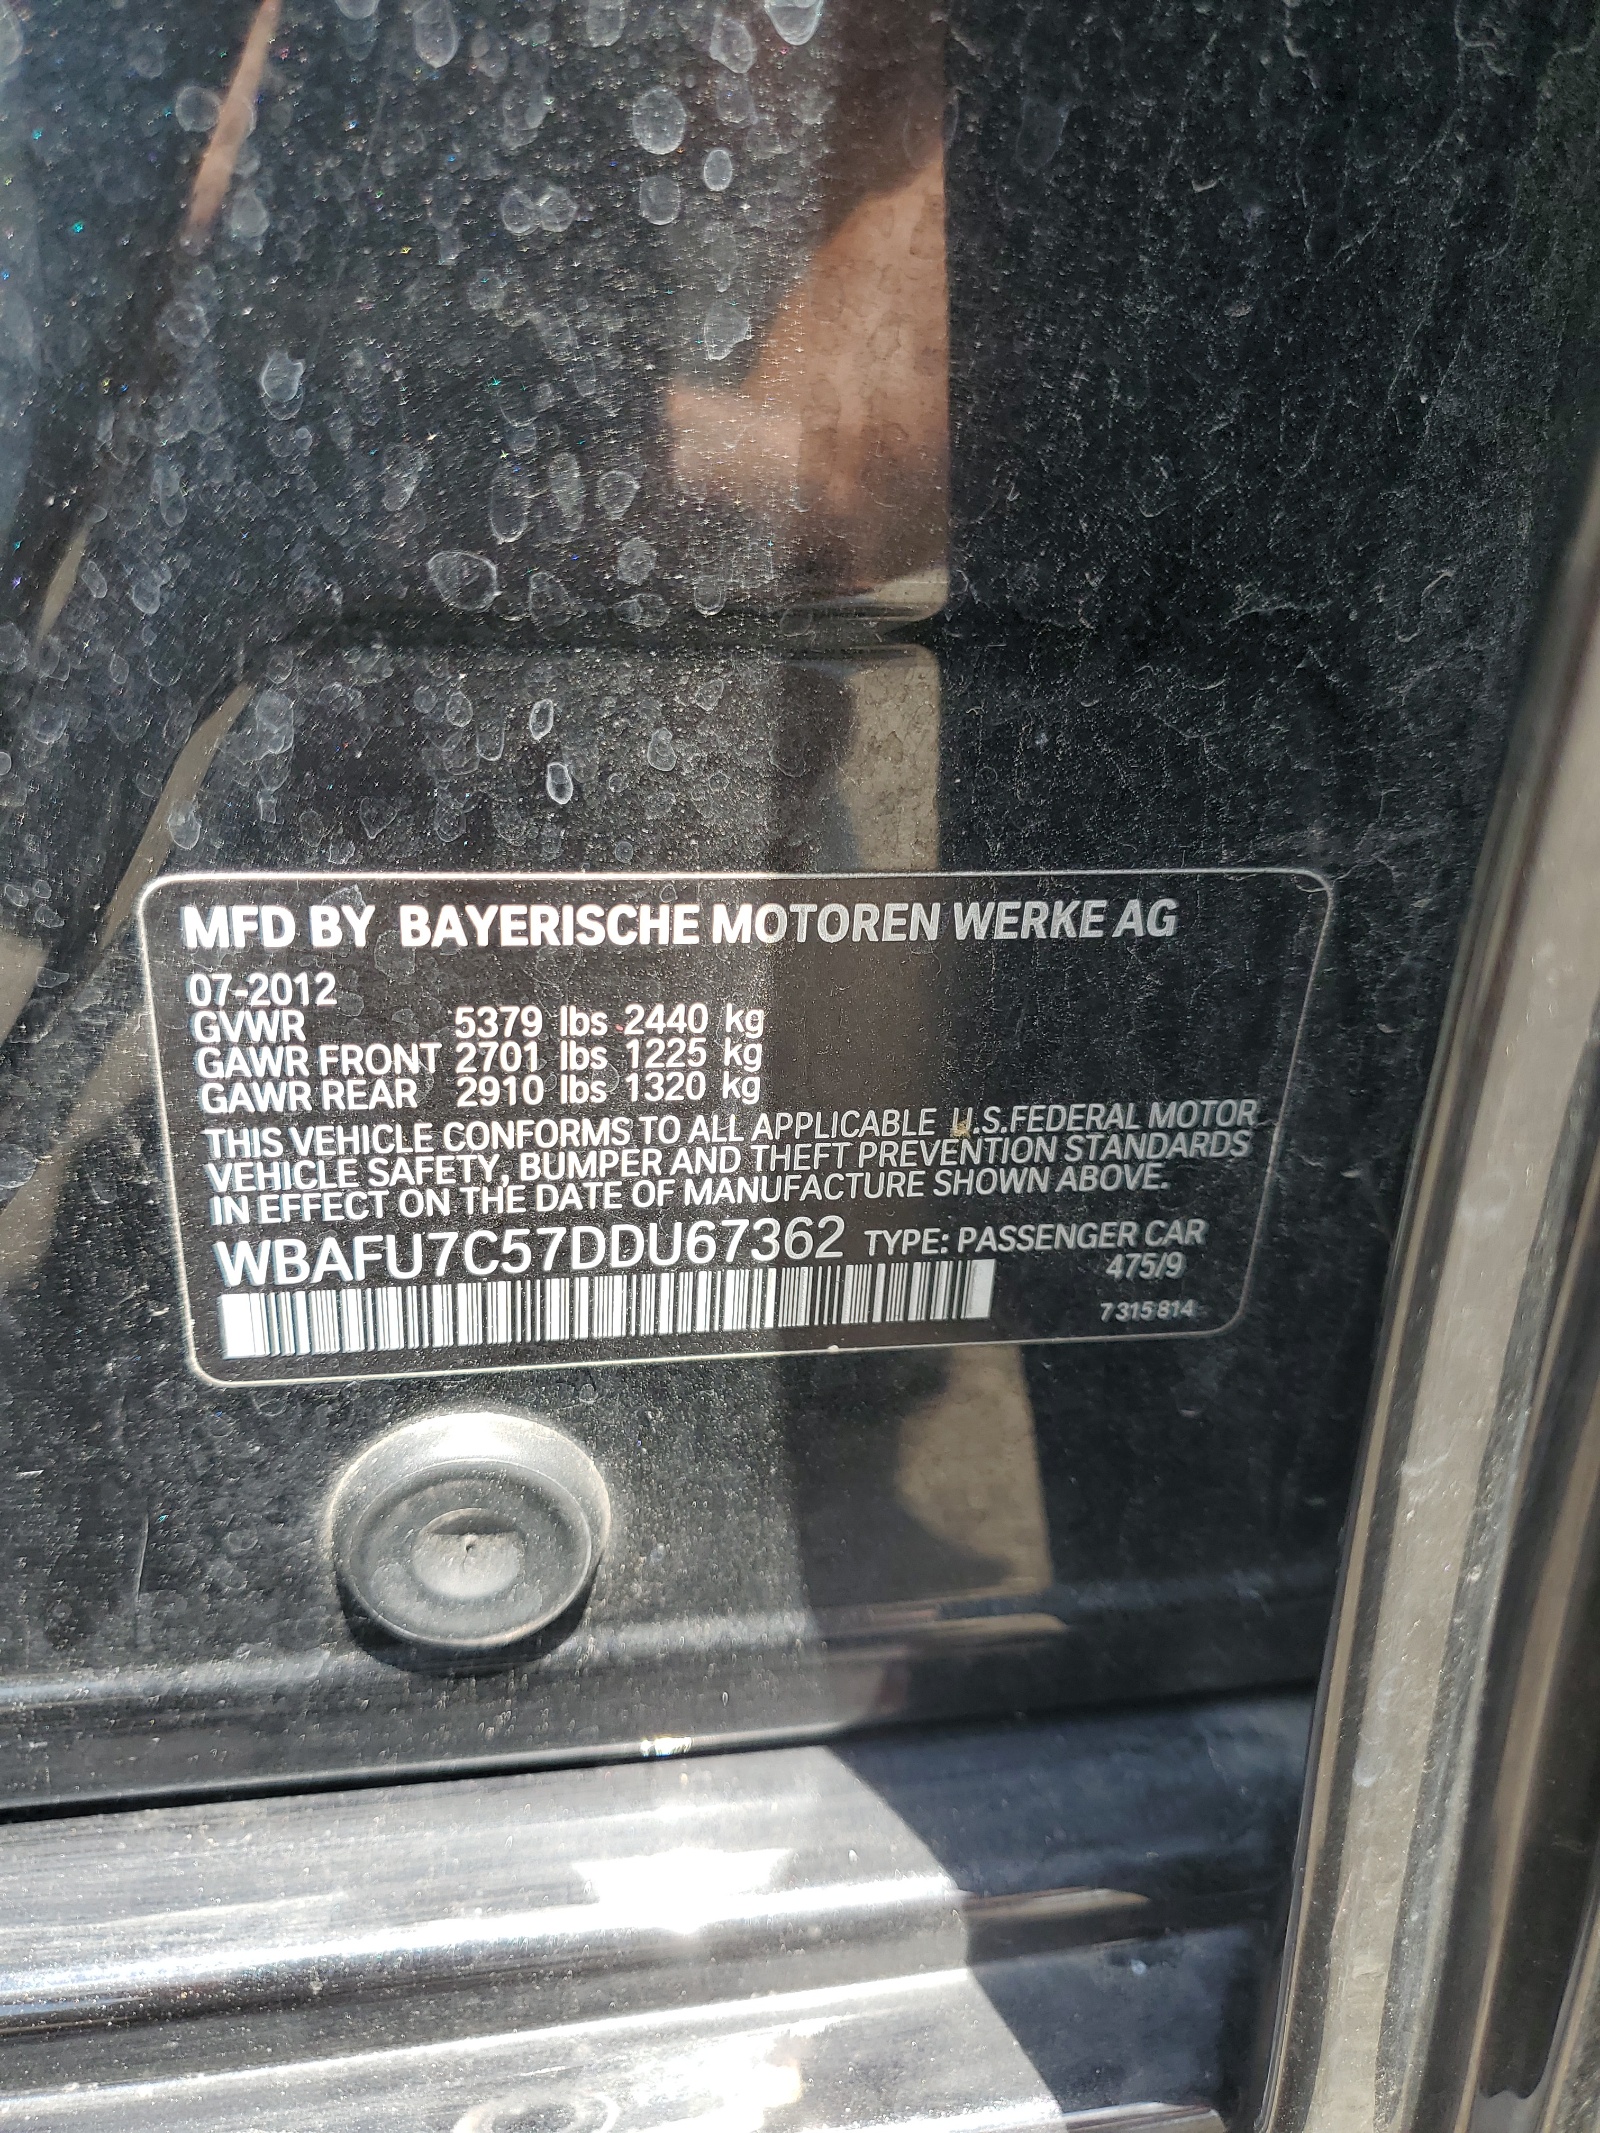 MFD BY BAYERISCHE MOTOREN WERKE AG
07-2012
GVWR 5379 lbs 2440 kg
GAWR FRONT 2701 lbs 1225 kg
GAWR REAR 2910 lbs 1320 kg
THIS VEHICLE CONFORMS TO ALL APPLICABLE U.S.FEDERAL MOTOR
VEHICLE SAFETY, BUMPER AND THEFT PREVENTION STANDARDS
IN EFFECT ON THE DATE OF MANUFACTURE SHOWN ABOVE.
WBAFU7C57DDU67362 TYPE: PASSENGER CAR
475/9
7 315 814